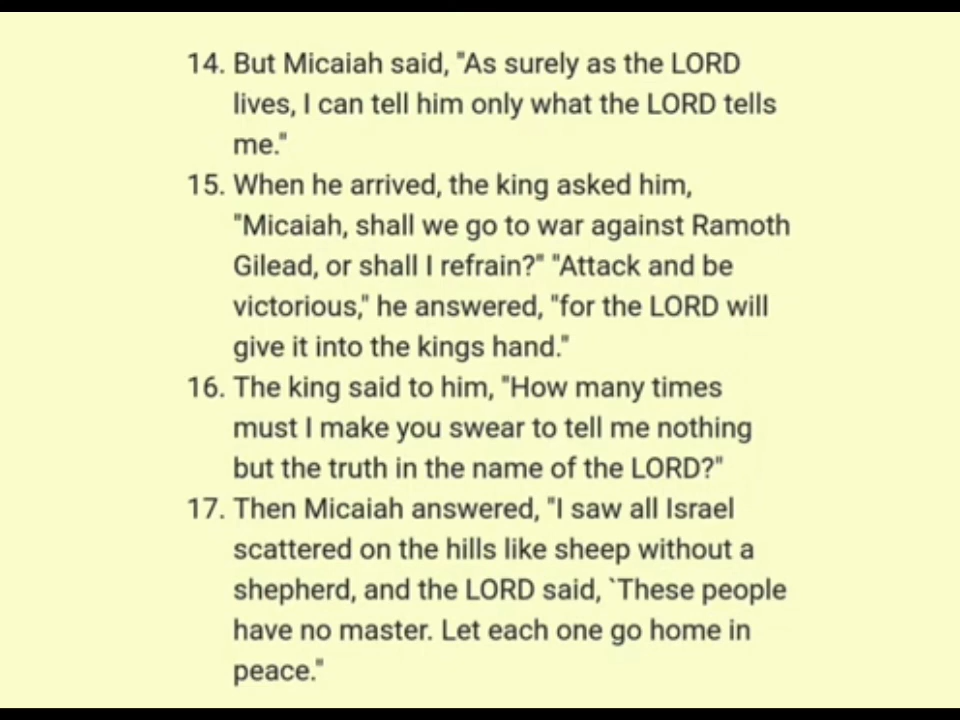 14. But Micaiah said, "As surely as the LORD
lives, I can tell him only what the LORD tells
me."
15. When he arrived, the king asked him,
"Micaiah, shall we go to war against Ramoth
Gilead, or shall I refrain?" "Attack and be
victorious," he answered, "for the LORD will
give it into the kings hand."
16. The king said to him, "How many times
must I make you swear to tell me nothing
but the truth in the name of the LORD?"
17. Then Micaiah answered, "I saw all Israel
scattered on the hills like sheep without a
shepherd, and the LORD said, `These people
have no master. Let each one go home in
peace."